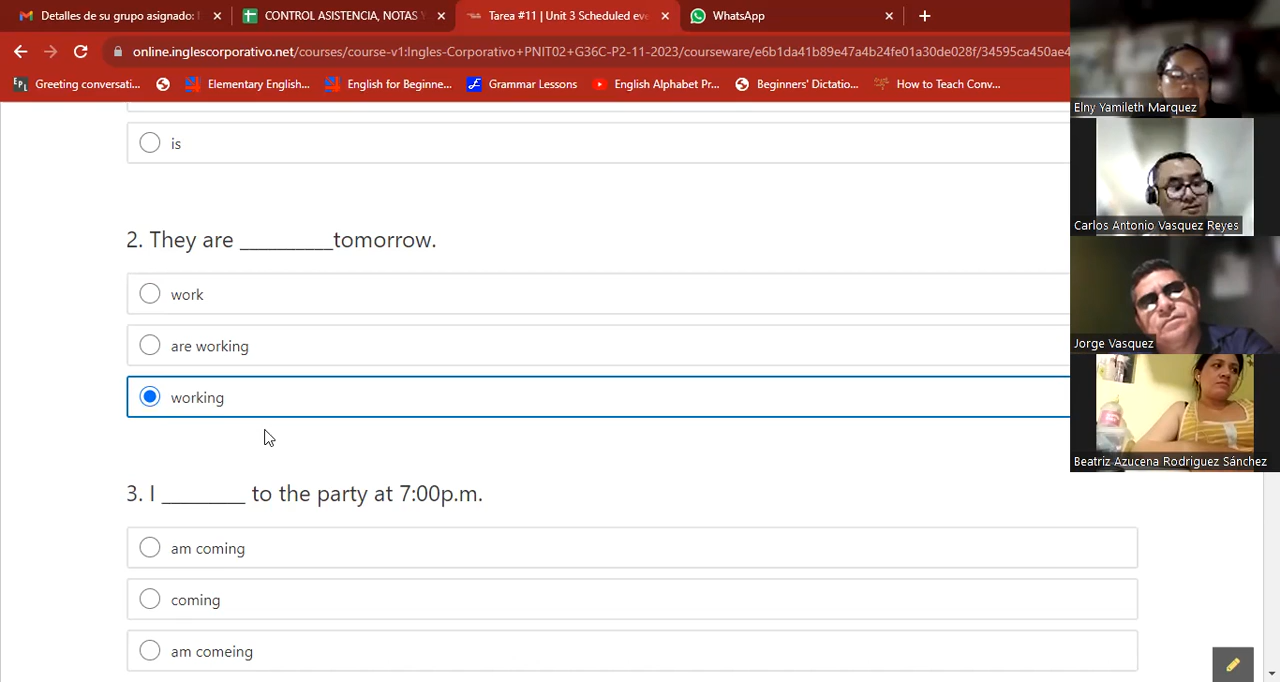 Detalles de su grupo asignado:
CONTROL ASISTENCIA, NOTAS Y
Tarea #11 | Unit 3 Scheduled eve
WhatsApp
online.inglescorporativo.net/courses/course-v1:Ingles-Corporativo+PNIT02+G36C-P2-11-2023/courseware/e6b1da41b89e47a4b24fe01a30de028f/34595ca450ae4
Greeting conversati...
Elementary English...
English for Beginne...
Grammar Lessons
English Alphabet Pr...
Beginners' Dictatio...
How to Teach Conv...
Elny Yamileth Marquez
Carlos Antonio Vasquez Reyes
Jorge Vasquez
Beatriz Azucena Rodriguez Sánchez
is
2. They are __________tomorrow.
work
are working
working
3. I ________ to the party at 7:00p.m.
am coming
coming
am comeing